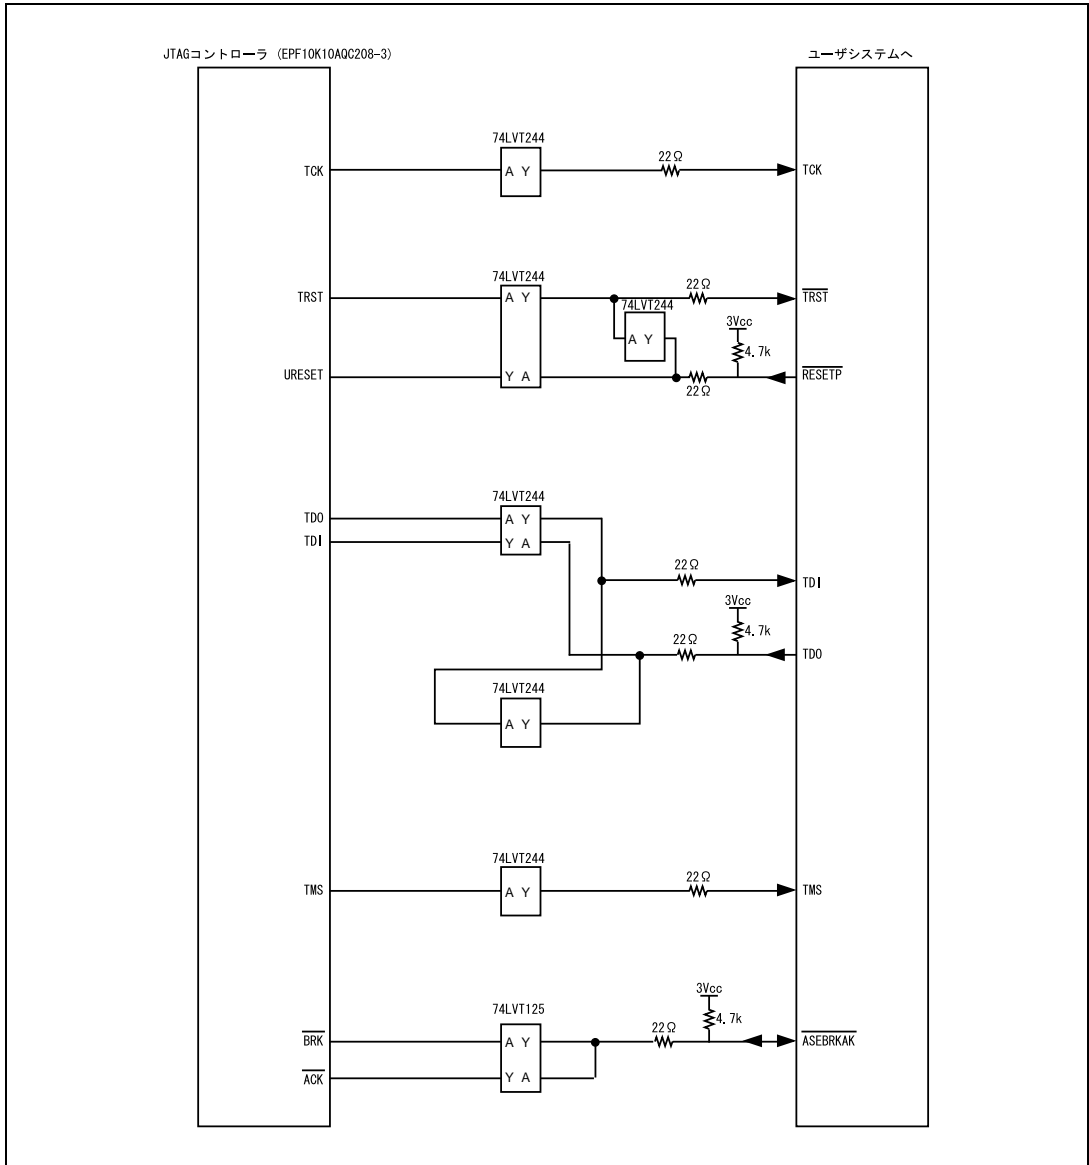 JTAGコントローラ (EPF10K10AQC208-3)
ユーザシステムへ
74LVT244
TCK
A Y
22Ω
TCK
74LVT244
TRST
A Y
22Ω
TRST
74LVT244
A Y
3Vcc
4.7k
URESET
Y A
22Ω
RESETP
74LVT244
TDO
A Y
TDI
Y A
22Ω
TDI
3Vcc
4.7k
22Ω
TDO
74LVT244
A Y
74LVT244
TMS
A Y
22Ω
TMS
74LVT125
3Vcc
4.7k
BRK
A Y
22Ω
ASEBRKAK
ACK
Y A